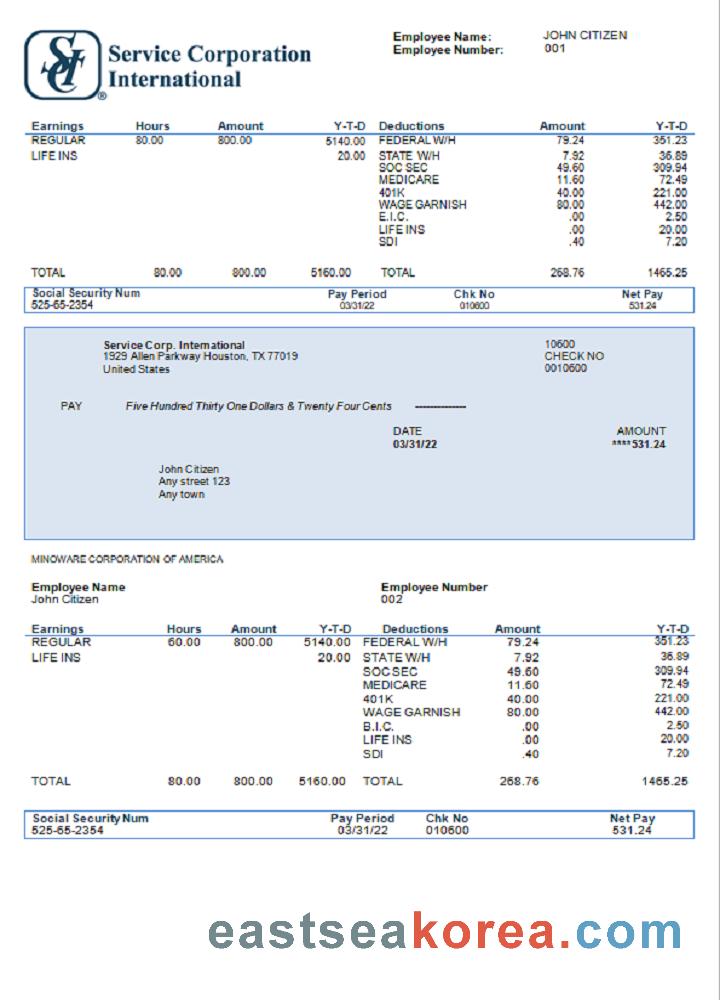 Service Corporation
International®
Employee Name: JOHN CITIZEN
Employee Number: 001
Earnings Hours Amount Y-T-D Deductions Amount Y-T-D
REGULAR 80.00 800.00 5140.00 FEDERAL W/H 79.24 351.23
LIFE INS 20.00 STATE W/H 7.92 36.89
SOC SEC 49.60 309.94
MEDICARE 11.60 72.49
401K 40.00 221.00
WAGE GARNISH 80.00 442.00
E.I.C. .00 2.50
LIFE INS .00 20.00
SDI .40 7.20
TOTAL 80.00 800.00 5160.00 TOTAL 268.76 1465.25
Social Security Num Pay Period Chk No Net Pay
525-65-2354 03/31/22 010600 531.24
Service Corp. International 10600
1929 Allen Parkway Houston, TX 77019 CHECK NO
United States 0010600
PAY Five Hundred Thirty One Dollars & Twenty Four Cents -------------
DATE AMOUNT
03/31/22 ****531.24
John Citizen
Any street 123
Any town
MINOWARE CORPORATION OF AMERICA
Employee Name Employee Number
John Citizen 002
Earnings Hours Amount Y-T-D Deductions Amount Y-T-D
REGULAR 60.00 800.00 5140.00 FEDERAL W/H 79.24 351.23
LIFE INS 20.00 STATE W/H 7.92 36.89
SOC SEC 49.60 309.94
MEDICARE 11.60 72.49
401K 40.00 221.00
WAGE GARNISH 80.00 442.00
B.I.C. .00 2.50
LIFE INS .00 20.00
SDI .40 7.20
TOTAL 80.00 800.00 5160.00 TOTAL 268.76 1465.25
Social Security Num Pay Period Chk No Net Pay
525-65-2354 03/31/22 010600 531.24
eastseakorea.com